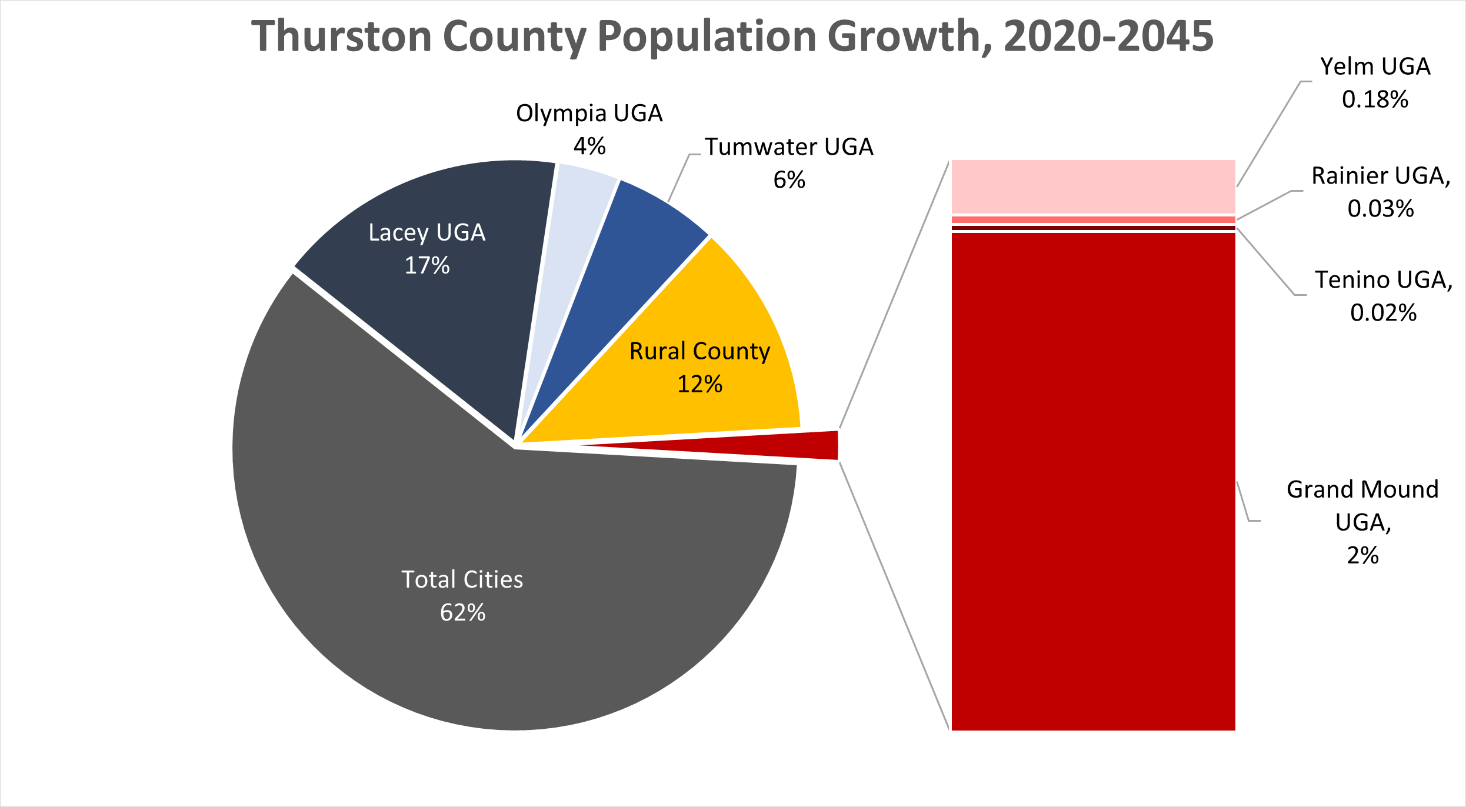 Thurston County Population Growth, 2020-2045
Yelm UGA
0.18%
Olympia UGA
4%
Tumwater UGA
6%
Rainier UGA,
0.03%
Lacey UGA
17%
Tenino UGA,
0.02%
Rural County
12%
Grand Mound
UGA,
2%
Total Cities
62%